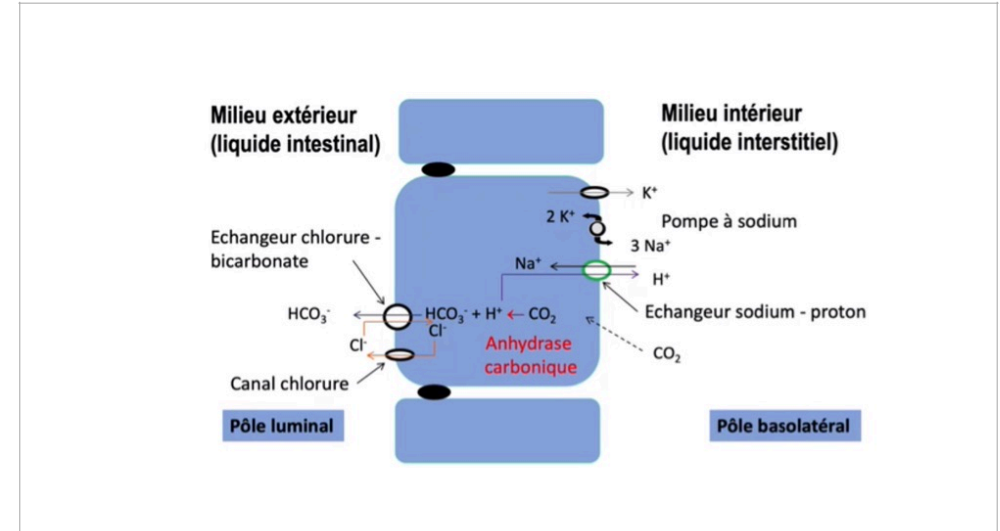 Milieu extérieur
(liquide intestinal)
Milieu intérieur
(liquide interstitiel)
K⁺
2 K⁺
Pompe à sodium
3 Na⁺
Echangeur chlorure -
bicarbonate
Na⁺
H⁺
HCO₃⁻
HCO₃⁻ + H⁺ ← CO₂
Echangeur sodium - proton
Cl⁻
Cl⁻
Anhydrase
carbonique
CO₂
Canal chlorure
Pôle luminal
Pôle basolatéral